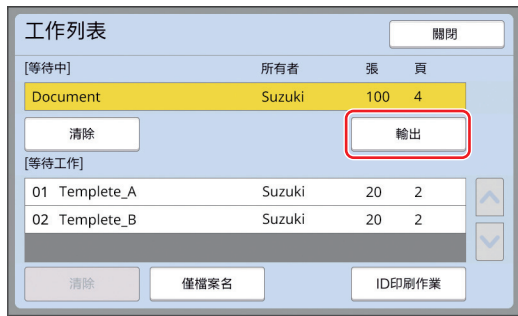 工作列表 關閉
[等待中] 所有者 張 頁
Document Suzuki 100 4
清除 輸出
[等待工作]
01 Templete_A Suzuki 20 2
02 Templete_B Suzuki 20 2
清除 僅檔案名 ID印刷作業